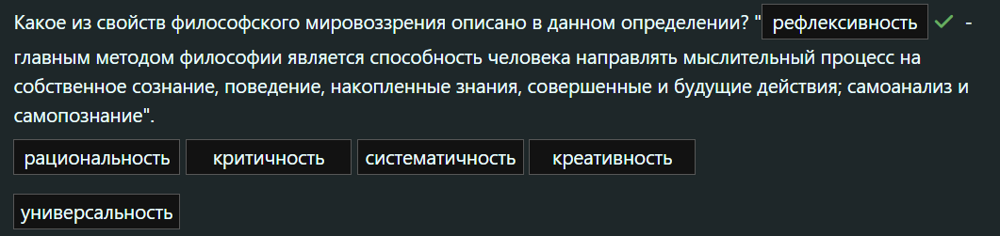 Какое из свойств философского мировоззрения описано в данном определении? "рефлексивность ✓ -
главным методом философии является способность человека направлять мыслительный процесс на
собственное сознание, поведение, накопленные знания, совершенные и будущие действия; самоанализ и
самопознание".
рациональность критичность систематичность креативность
универсальность